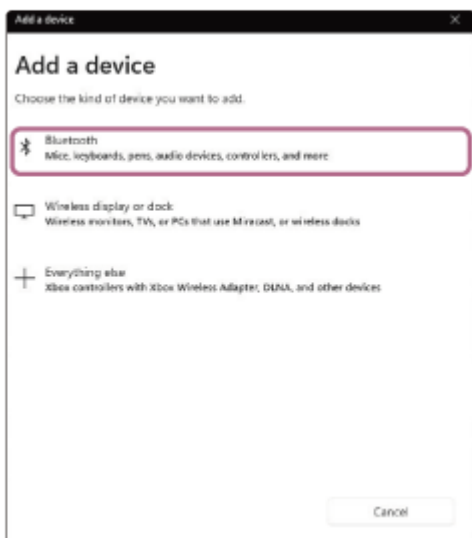 Add a device
Add a device
Choose the kind of device you want to add.
Bluetooth
Mice, keyboards, pens, audio devices, controllers, and more
Wireless display or dock
Wireless monitors, TVs, or PCs that use Miracast, or wireless docks
Everything else
Xbox controllers with Xbox Wireless Adapter, DLNA, and other devices
Cancel